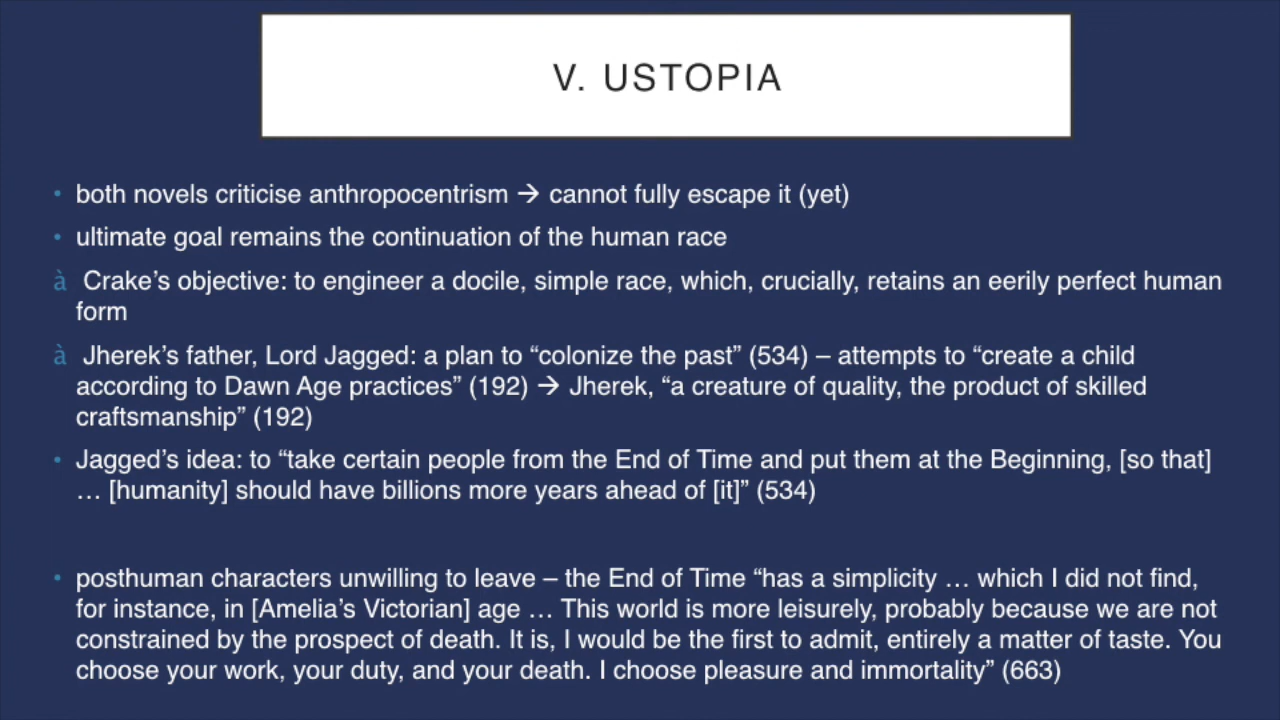 V. USTOPIA
• both novels criticise anthropocentrism → cannot fully escape it (yet)
• ultimate goal remains the continuation of the human race
à Crake’s objective: to engineer a docile, simple race, which, crucially, retains an eerily perfect human
form
à Jherek’s father, Lord Jagged: a plan to “colonize the past” (534) – attempts to “create a child
according to Dawn Age practices” (192) → Jherek, “a creature of quality, the product of skilled
craftsmanship” (192)
• Jagged’s idea: to “take certain people from the End of Time and put them at the Beginning, [so that]
… [humanity] should have billions more years ahead of [it]” (534)
• posthuman characters unwilling to leave – the End of Time “has a simplicity … which I did not find,
for instance, in [Amelia’s Victorian] age … This world is more leisurely, probably because we are not
constrained by the prospect of death. It is, I would be the first to admit, entirely a matter of taste. You
choose your work, your duty, and your death. I choose pleasure and immortality” (663)